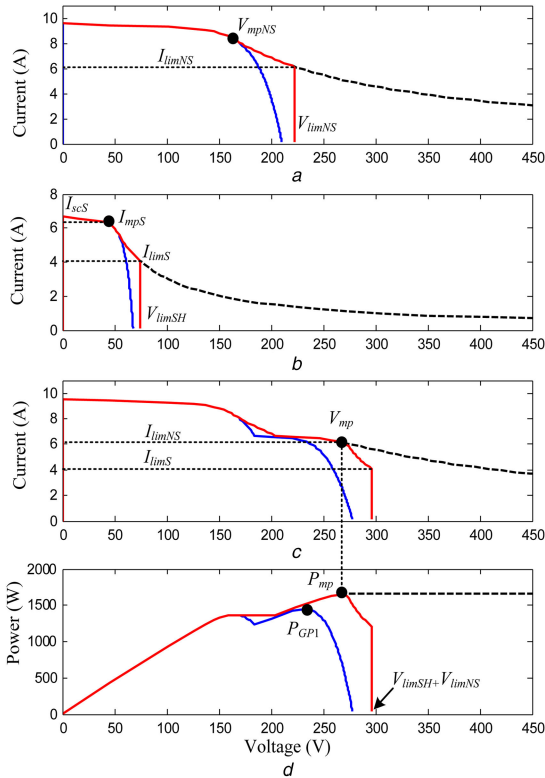 10
8
6
4
2
0
Current (A)
V_mpNS
I_limNS
V_limNS
0 50 100 150 200 250 300 350 400 450
a
8
6
4
2
0
Current (A)
I_scS
I_mpS
I_limS
V_limSH
0 50 100 150 200 250 300 350 400 450
b
10
8
6
4
2
0
Current (A)
V_mp
I_limNS
I_limS
0 50 100 150 200 250 300 350 400 450
c
2000
1500
1000
500
0
Power (W)
P_mp
P_GP1
V_limSH+V_limNS
0 50 100 150 200 250 300 350 400 450
Voltage (V)
d